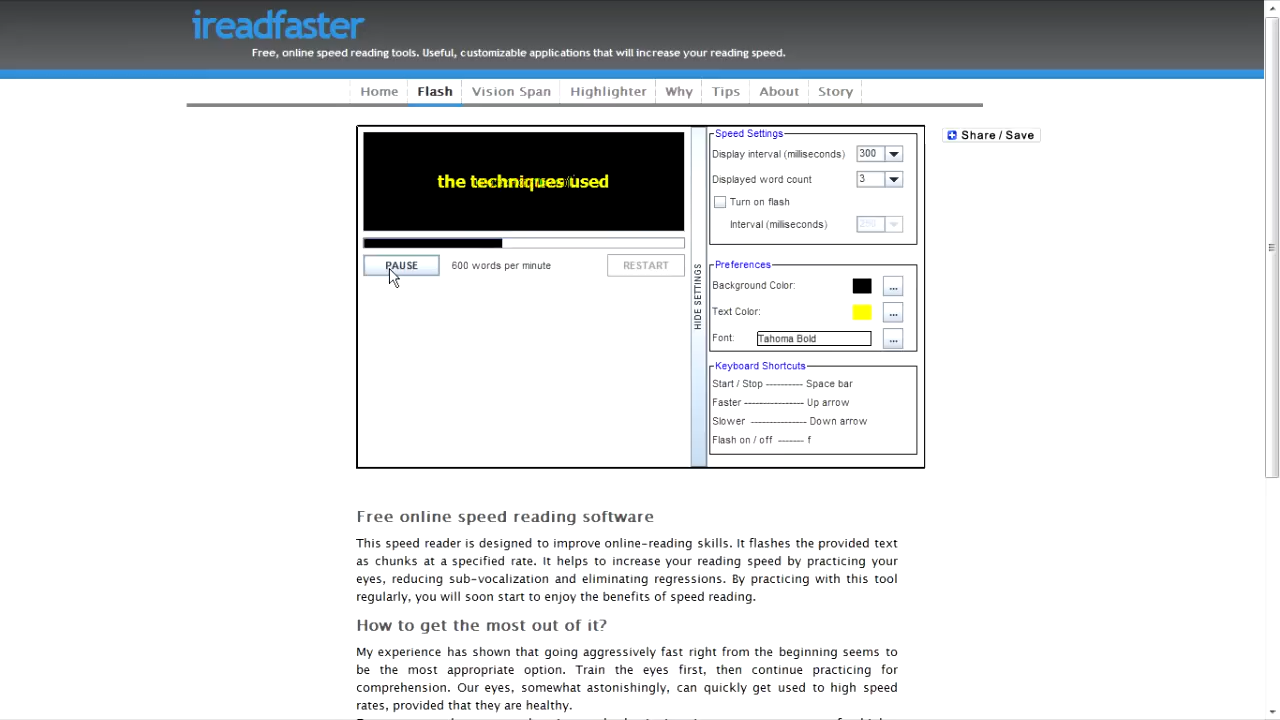 ireadfaster
Free, online speed reading tools. Useful, customizable applications that will increase your reading speed.
Home Flash Vision Span Highlighter Why Tips About Story
Share / Save
the techniques used
PAUSE 600 words per minute RESTART
HIDE SETTINGS
Speed Settings
Display interval (milliseconds) 300
Displayed word count 3
Turn on flash
Interval (milliseconds) 250
Preferences
Background Color: ...
Text Color: ...
Font: Tahoma Bold ...
Keyboard Shortcuts
Start / Stop ---------- Space bar
Faster ---------------- Up arrow
Slower --------------- Down arrow
Flash on / off ------- f
Free online speed reading software
This speed reader is designed to improve online-reading skills. It flashes the provided text
as chunks at a specified rate. It helps to increase your reading speed by practicing your
eyes, reducing sub-vocalization and eliminating regressions. By practicing with this tool
regularly, you will soon start to enjoy the benefits of speed reading.
How to get the most out of it?
My experience has shown that going aggressively fast right from the beginning seems to
be the most appropriate option. Train the eyes first, then continue practicing for
comprehension. Our eyes, somewhat astonishingly, can quickly get used to high speed
rates, provided that they are healthy.